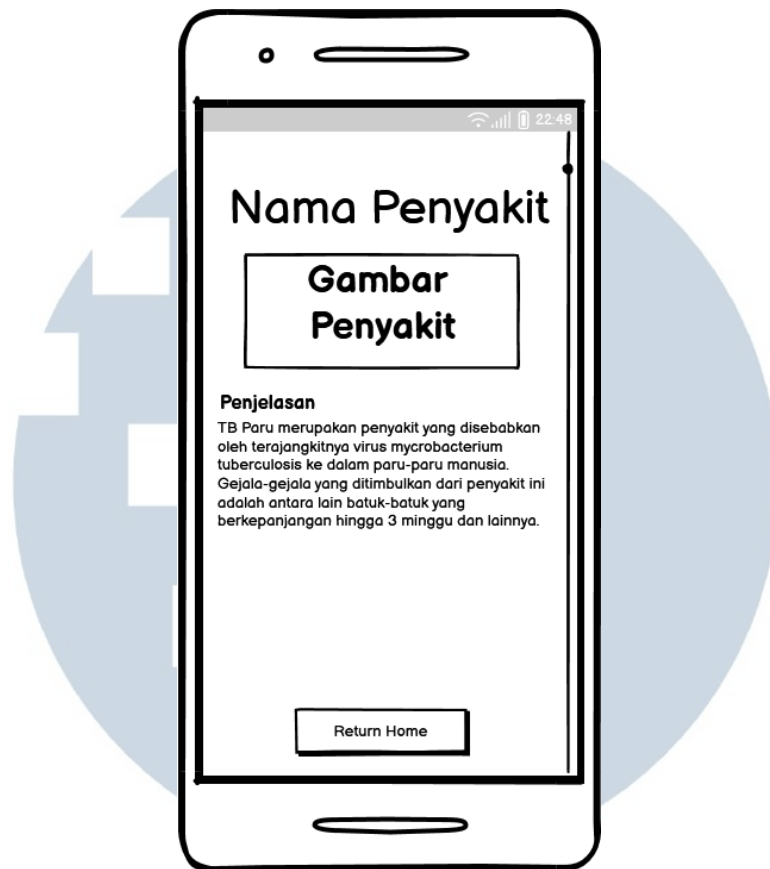 22:48
Nama Penyakit
Gambar
Penyakit
Penjelasan
TB Paru merupakan penyakit yang disebabkan
oleh terajangkitnya virus mycrobacterium
tuberculosis ke dalam paru-paru manusia.
Gejala-gejala yang ditimbulkan dari penyakit ini
adalah antara lain batuk-batuk yang
berkepanjangan hingga 3 minggu dan lainnya.
Return Home